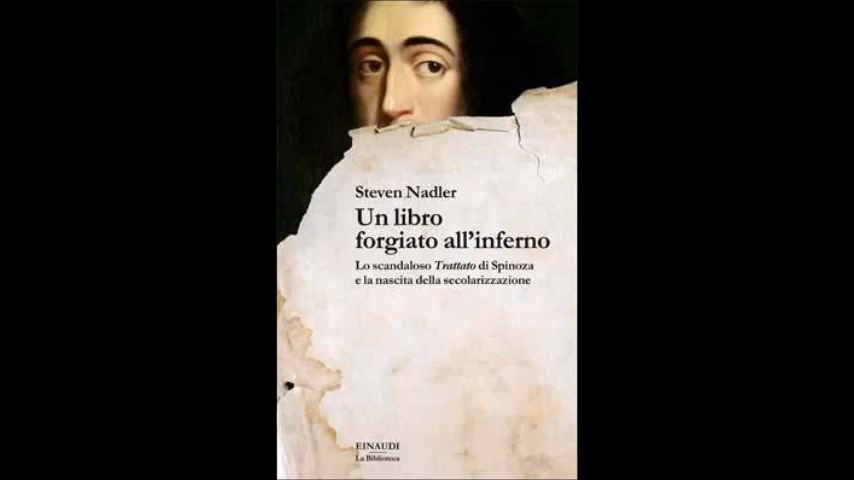 Steven Nadler
Un libro
forgiato all'inferno
Lo scandaloso Trattato di Spinoza
e la nascita della secolarizzazione
EINAUDI
La Biblioteca